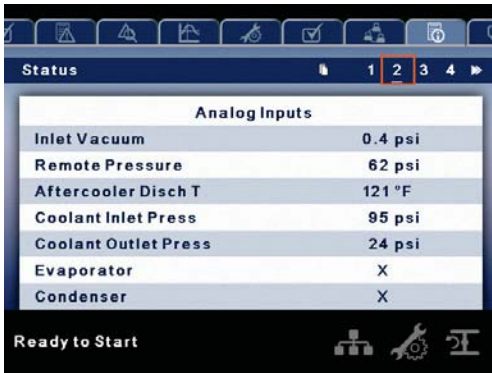 Status 1 2 3 4
Analog Inputs
Inlet Vacuum 0.4 psi
Remote Pressure 62 psi
Aftercooler Disch T 121 °F
Coolant Inlet Press 95 psi
Coolant Outlet Press 24 psi
Evaporator X
Condenser X
Ready to Start